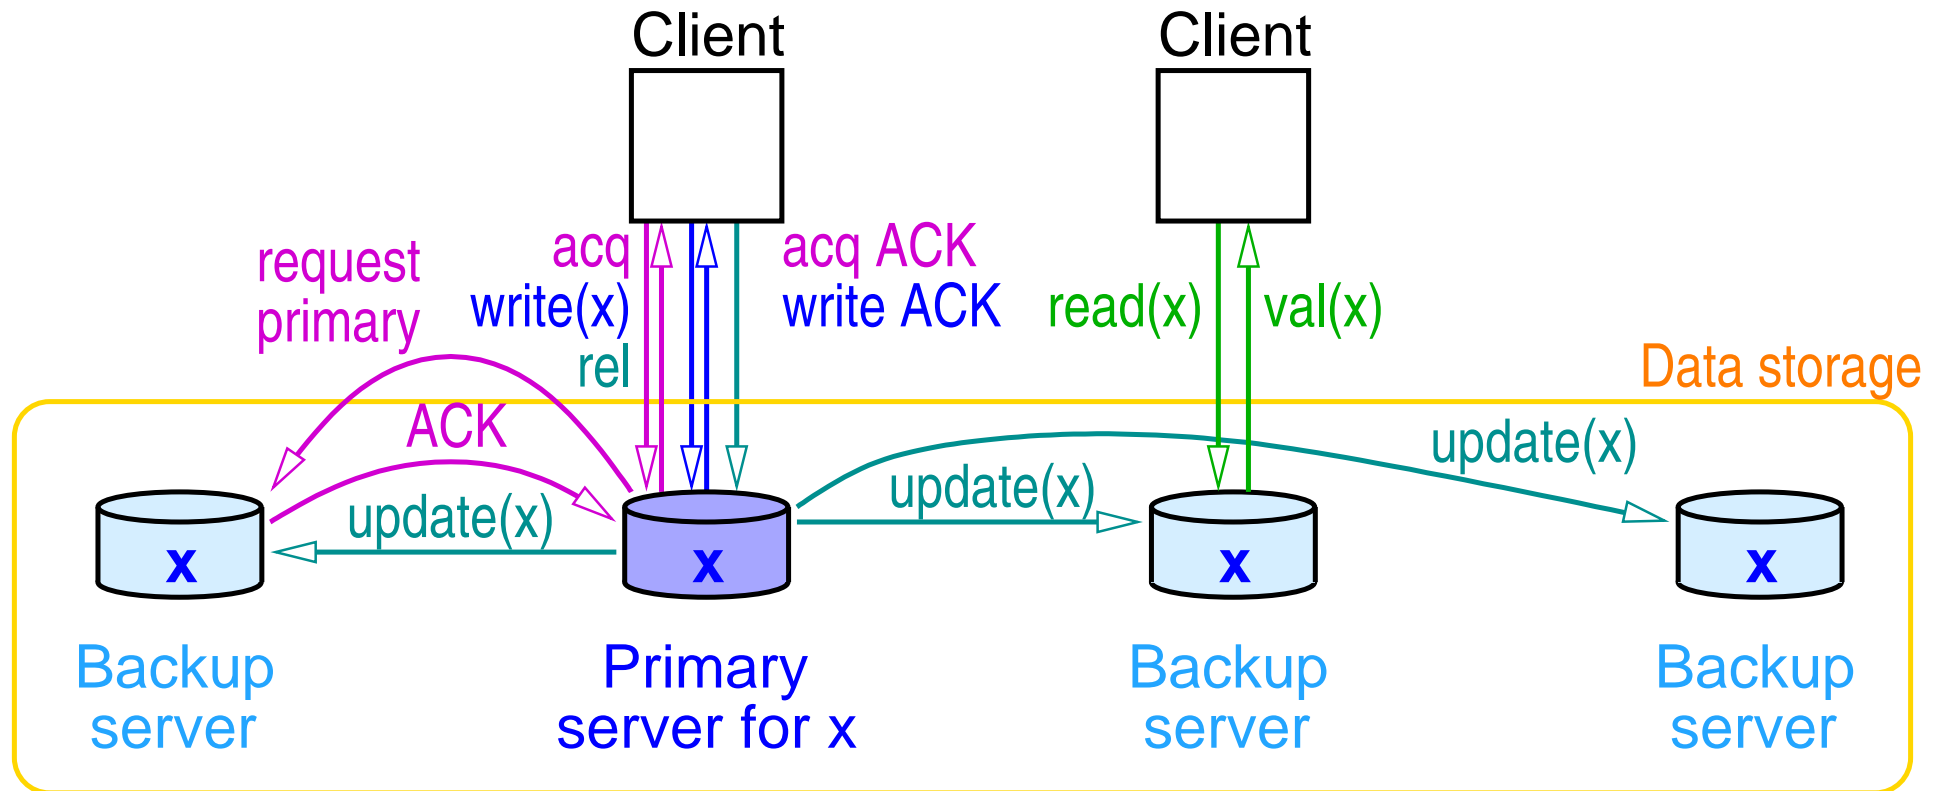 Client
Client
request
primary
acq
write(x)
rel
acq ACK
write ACK
read(x)
val(x)
Data storage
ACK
update(x)
update(x)
update(x)
x
x
x
x
Backup
server
Primary
server for x
Backup
server
Backup
server